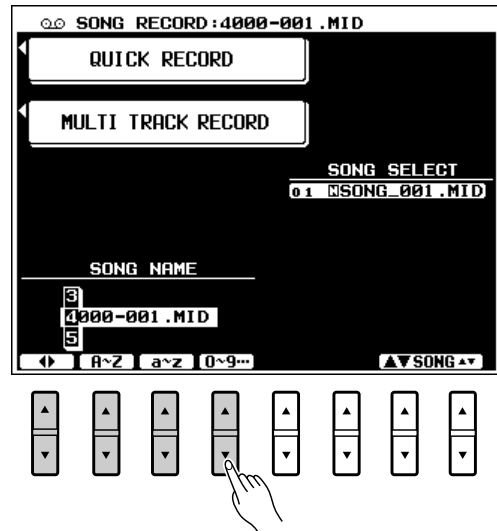 SONG RECORD:4000-001.MID
QUICK RECORD
MULTI TRACK RECORD
SONG SELECT
01 NSONG_001.MID
SONG NAME
3
4000-001.MID
5
A~Z a~z 0~9··· ▲▼SONG▲▼